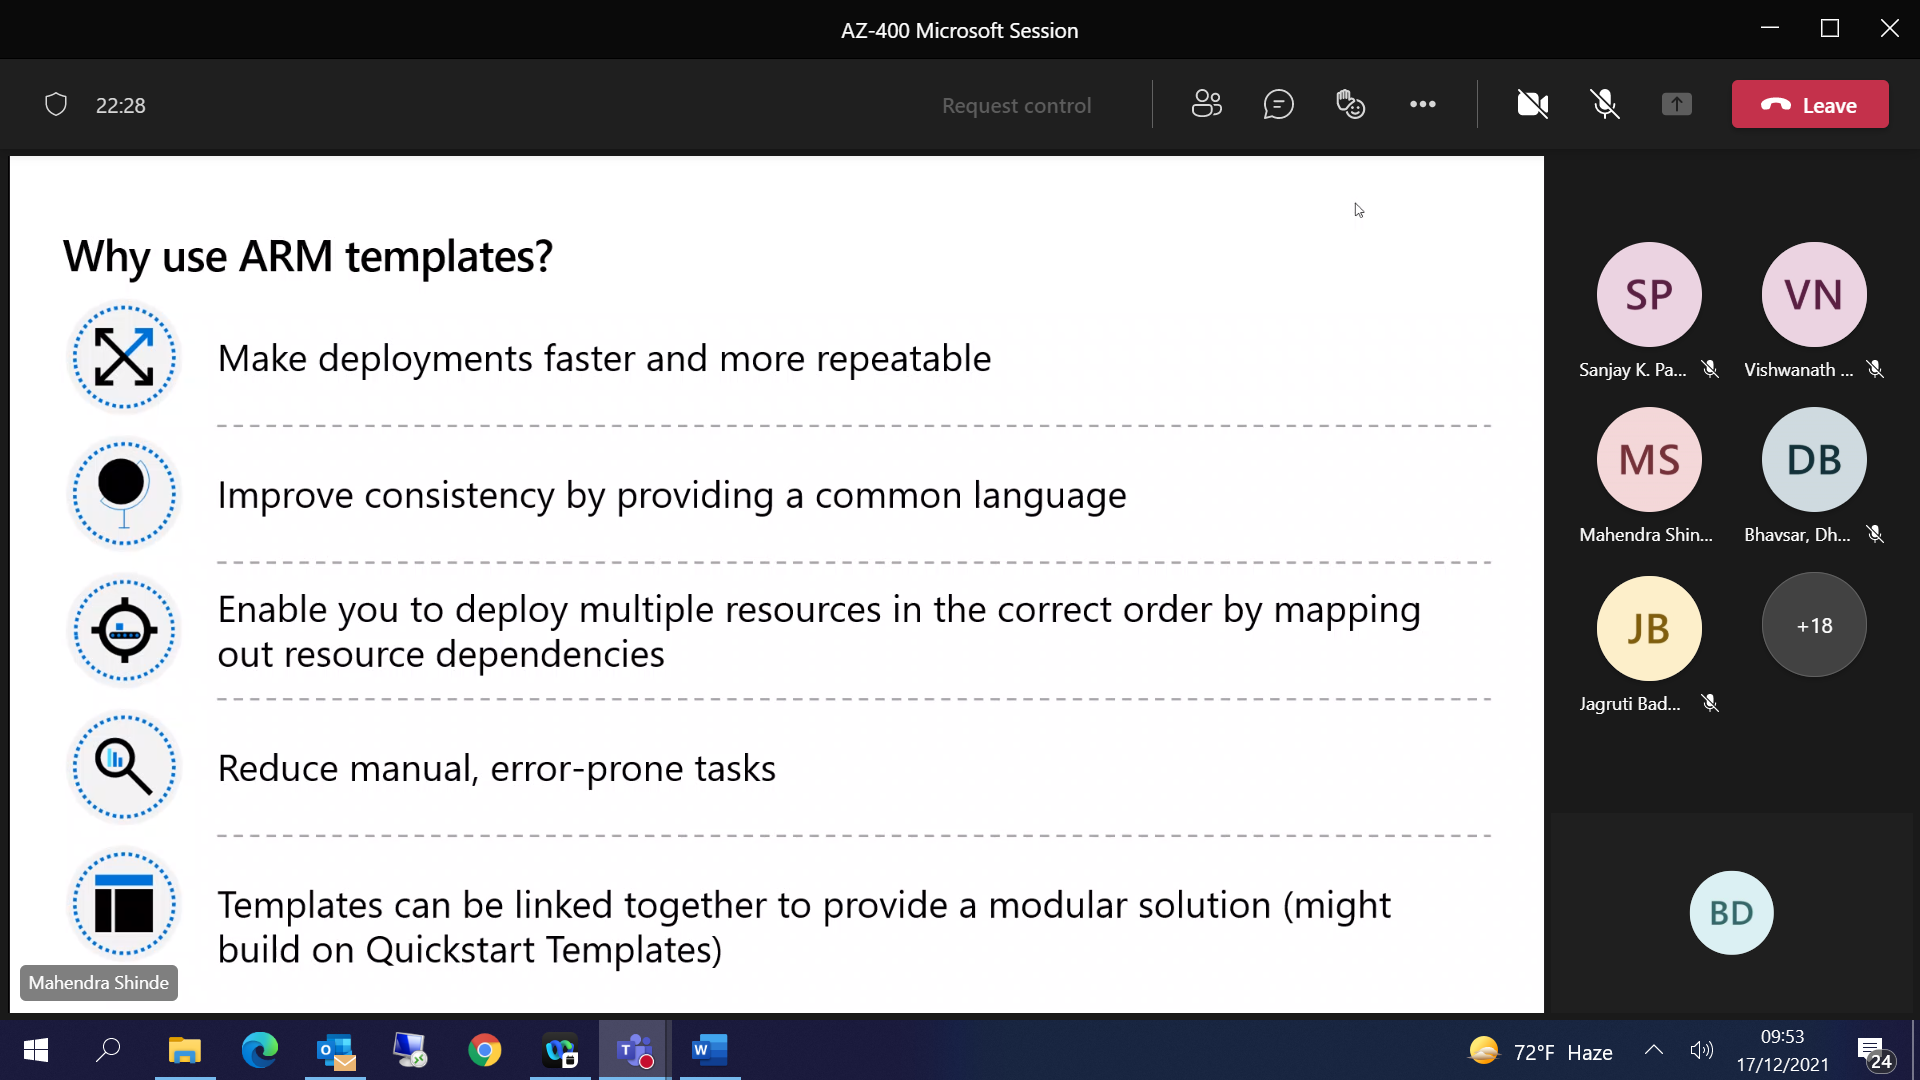 AZ-400 Microsoft Session
22:28
Request control
Leave
Why use ARM templates?
Make deployments faster and more repeatable
Improve consistency by providing a common language
Enable you to deploy multiple resources in the correct order by mapping
out resource dependencies
Reduce manual, error-prone tasks
Templates can be linked together to provide a modular solution (might
build on Quickstart Templates)
Mahendra Shinde
SP
VN
Sanjay K. Pa...
Vishwanath ...
MS
DB
Mahendra Shin...
Bhavsar, Dh...
JB
+18
Jagruti Bad...
BD
O
T
W
72°F Haze
09:53
17/12/2021
24